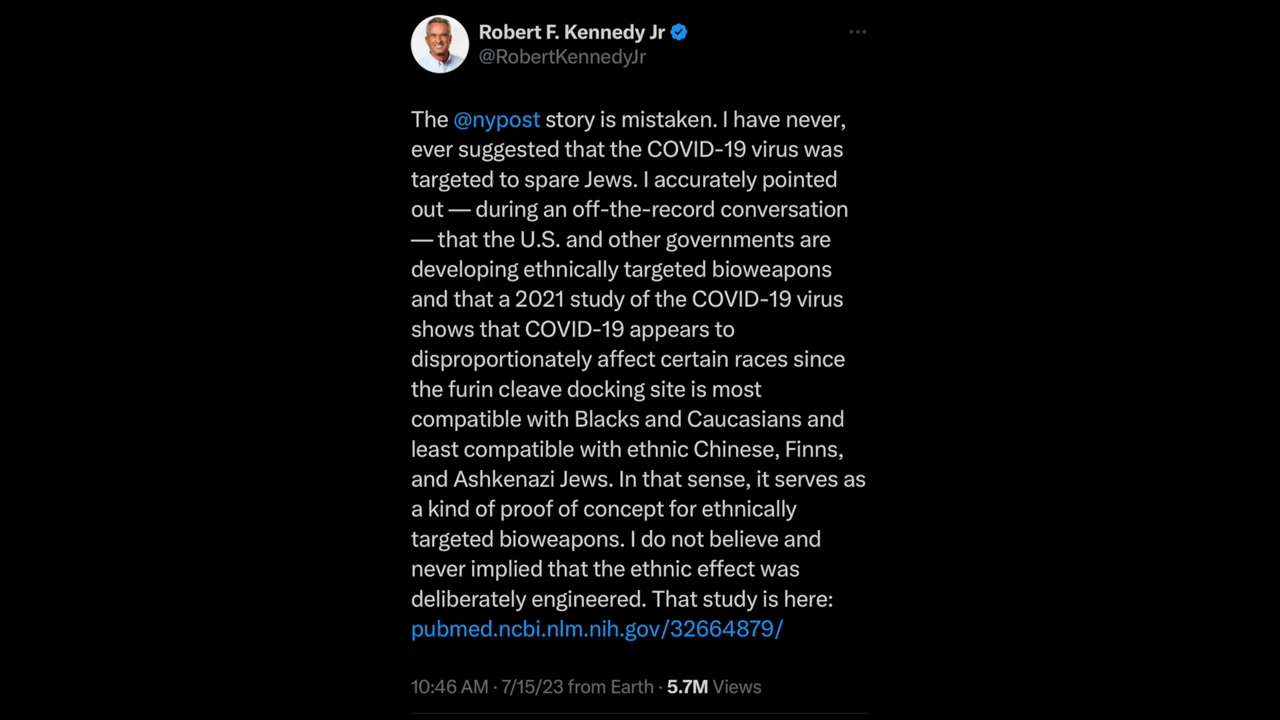 Robert F. Kennedy Jr
@RobertKennedyJr
The @nypost story is mistaken. I have never,
ever suggested that the COVID-19 virus was
targeted to spare Jews. I accurately pointed
out — during an off-the-record conversation
— that the U.S. and other governments are
developing ethnically targeted bioweapons
and that a 2021 study of the COVID-19 virus
shows that COVID-19 appears to
disproportionately affect certain races since
the furin cleave docking site is most
compatible with Blacks and Caucasians and
least compatible with ethnic Chinese, Finns,
and Ashkenazi Jews. In that sense, it serves as
a kind of proof of concept for ethnically
targeted bioweapons. I do not believe and
never implied that the ethnic effect was
deliberately engineered. That study is here:
pubmed.ncbi.nlm.nih.gov/32664879/
10:46 AM · 7/15/23 from Earth · 5.7M Views